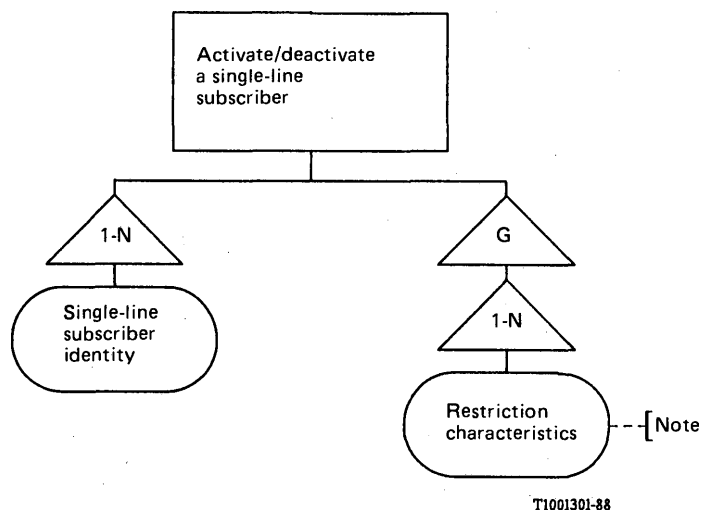 Activate/deactivate
a single-line
subscriber
1-N
G
Single-line
subscriber
identity
1-N
Restriction
characteristics
Note
T1001301-88